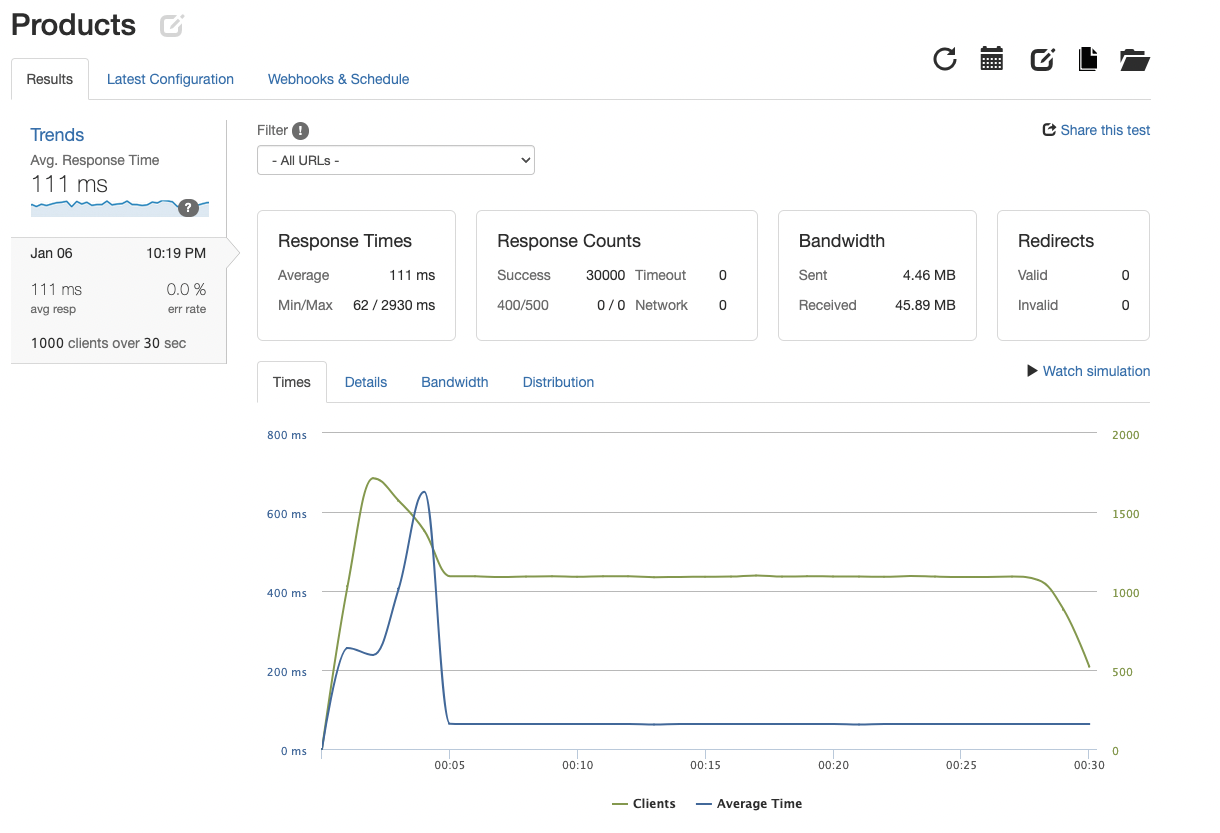 Products
Results Latest Configuration Webhooks & Schedule
Trends
Avg. Response Time
111 ms
?
Jan 06 10:19 PM
111 ms 0.0 %
avg resp err rate
1000 clients over 30 sec
Filter !
- All URLs -
Share this test
Response Times
Average 111 ms
Min/Max 62 / 2930 ms
Response Counts
Success 30000 Timeout 0
400/500 0 / 0 Network 0
Bandwidth
Sent 4.46 MB
Received 45.89 MB
Redirects
Valid 0
Invalid 0
Times Details Bandwidth Distribution
Watch simulation
800 ms 2000
600 ms 1500
400 ms 1000
200 ms 500
0 ms 0
00:05 00:10 00:15 00:20 00:25 00:30
Clients Average Time